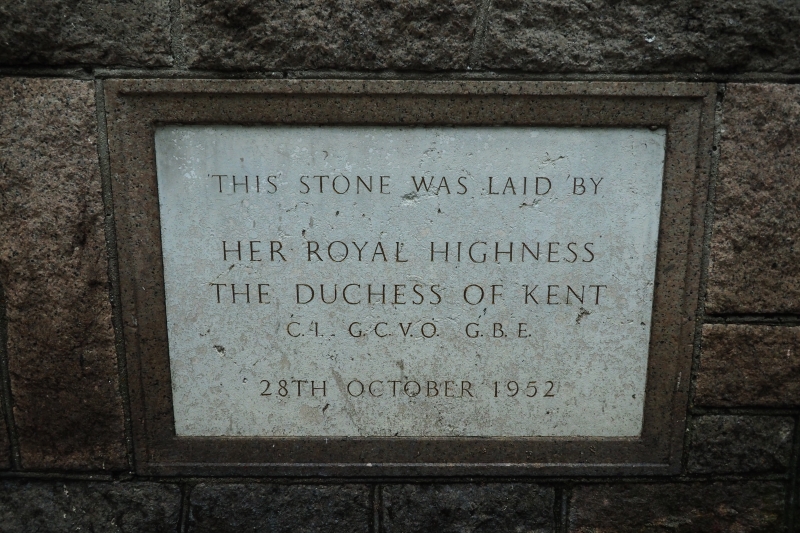 THIS STONE WAS LAID BY
HER ROYAL HIGHNESS
THE DUCHESS OF KENT
C.I. G.C.V.O. G.B.E.
28TH OCTOBER 1952